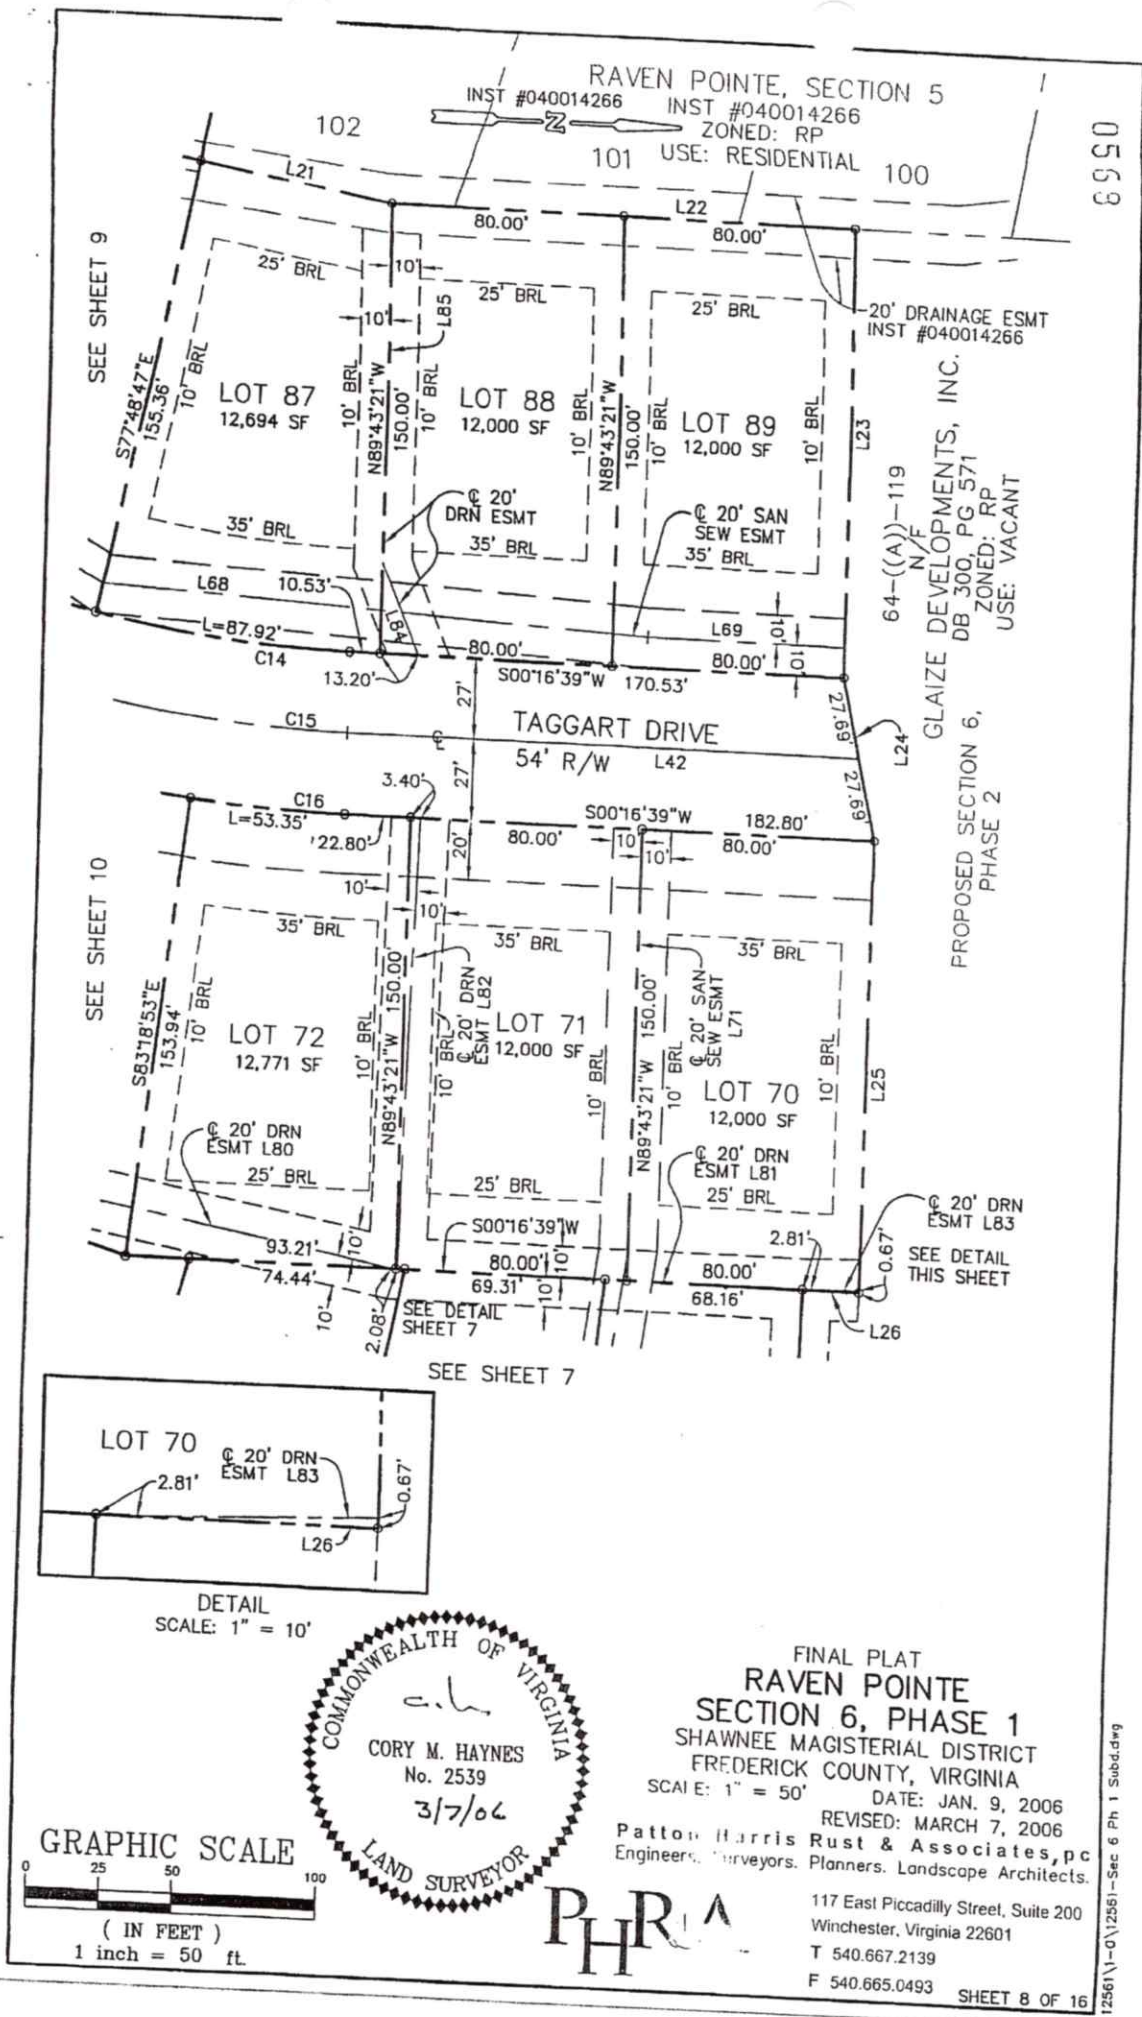 RAVEN POINTE, SECTION 5
INST #040014266
INST #040014266
ZONED: RP
USE: RESIDENTIAL
N
0569
102
101
100
L21
L22
80.00'
80.00'
SEE SHEET 9
25' BRL
10'
25' BRL
25' BRL
20' DRAINAGE ESMT
INST #040014266
10'
L85
S77°48'47"E
155.36'
10' BRL
LOT 87
12,694 SF
10' BRL
N89°43'21"W
150.00'
10' BRL
LOT 88
12,000 SF
10' BRL
N89°43'21"W
150.00'
10' BRL
LOT 89
12,000 SF
10' BRL
L23
64-((A))-119
N/F
GLAIZE DEVELOPMENTS, INC.
DB 300, PG 571
ZONED: RP
USE: VACANT
℄ 20'
DRN ESMT
℄ 20' SAN
SEW ESMT
35' BRL
35' BRL
35' BRL
L68
10.53'
L84
L69
10'
10'
L=87.92'
C14
13.20'
80.00'
S00°16'39"W
170.53'
80.00'
27.69'
L24
27.69'
C15
27'
27'
℄
TAGGART DRIVE
54' R/W
L42
PROPOSED SECTION 6,
PHASE 2
3.40'
C16
L=53.35'
22.80'
20'
80.00'
S00°16'39"W
182.80'
80.00'
10'
10'
SEE SHEET 10
10'
10'
35' BRL
35' BRL
35' BRL
S83°18'53"E
153.94'
10' BRL
LOT 72
12,771 SF
10' BRL
N89°43'21"W 150.00'
10' BRL
℄ 20' DRN
ESMT L82
LOT 71
12,000 SF
10' BRL
N89°43'21"W 150.00'
10' BRL
℄ 20' SAN
SEW ESMT
L71
LOT 70
12,000 SF
10' BRL
L25
℄ 20' DRN
ESMT L80
25' BRL
25' BRL
℄ 20' DRN
ESMT L81
25' BRL
℄ 20' DRN
ESMT L83
S00°16'39"W
93.21'
74.44'
10'
10'
2.08'
80.00'
69.31'
10'
10'
80.00'
68.16'
2.81'
0.67'
SEE DETAIL
THIS SHEET
L26
SEE DETAIL
SHEET 7
SEE SHEET 7
LOT 70
℄ 20' DRN
ESMT L83
2.81'
0.67'
L26
DETAIL
SCALE: 1" = 10'
COMMONWEALTH OF VIRGINIA
CORY M. HAYNES
No. 2539
3/7/06
LAND SURVEYOR
FINAL PLAT
RAVEN POINTE
SECTION 6, PHASE 1
SHAWNEE MAGISTERIAL DISTRICT
FREDERICK COUNTY, VIRGINIA
SCALE: 1" = 50'
DATE: JAN. 9, 2006
REVISED: MARCH 7, 2006
Patton Harris Rust & Associates, pc
Engineers. Surveyors. Planners. Landscape Architects.
PHRA
117 East Piccadilly Street, Suite 200
Winchester, Virginia 22601
T 540.667.2139
F 540.665.0493
GRAPHIC SCALE
0 25 50 100
( IN FEET )
1 inch = 50 ft.
SHEET 8 OF 16
12561\1-0\12561-Sec 6 Ph 1 Subd.dwg